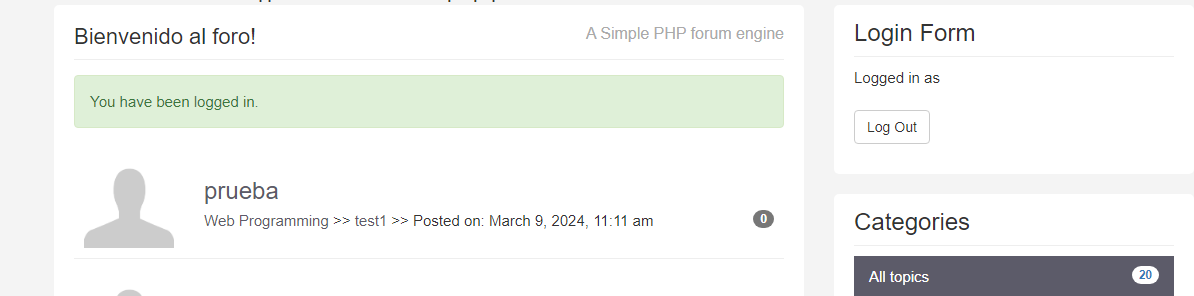 Bienvenido al foro!
A Simple PHP forum engine
You have been logged in.
prueba
Web Programming >> test1 >> Posted on: March 9, 2024, 11:11 am
0
Login Form
Logged in as
Log Out
Categories
All topics
20